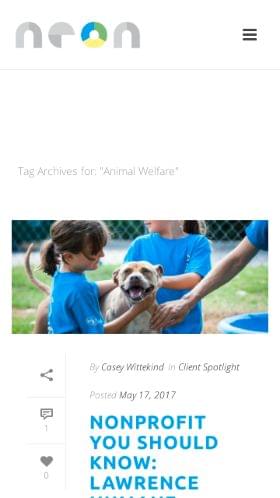 neon
Tag Archives for: "Animal Welfare"
By Casey Wittekind in Client Spotlight
Posted May 17, 2017
1
0
NONPROFIT
YOU SHOULD
KNOW:
LAWRENCE